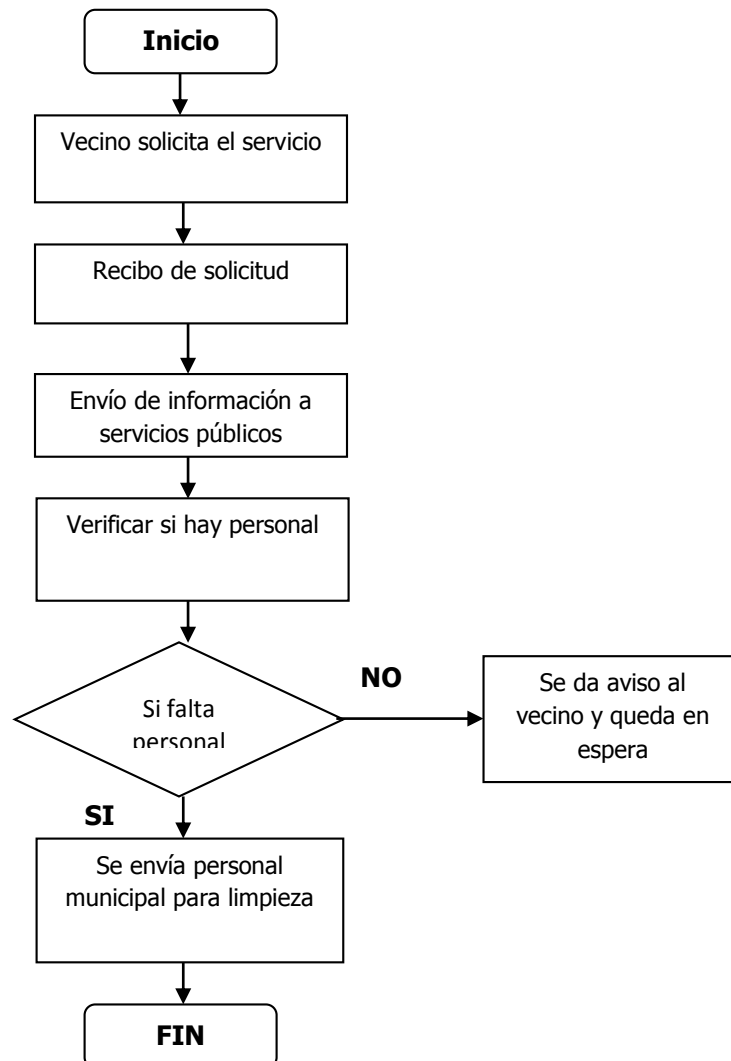 Inicio
Vecino solicita el servicio
Recibo de solicitud
Envío de información a
servicios públicos
Verificar si hay personal
Si falta
personal
NO
Se da aviso al
vecino y queda en
espera
SI
Se envía personal
municipal para limpieza
FIN